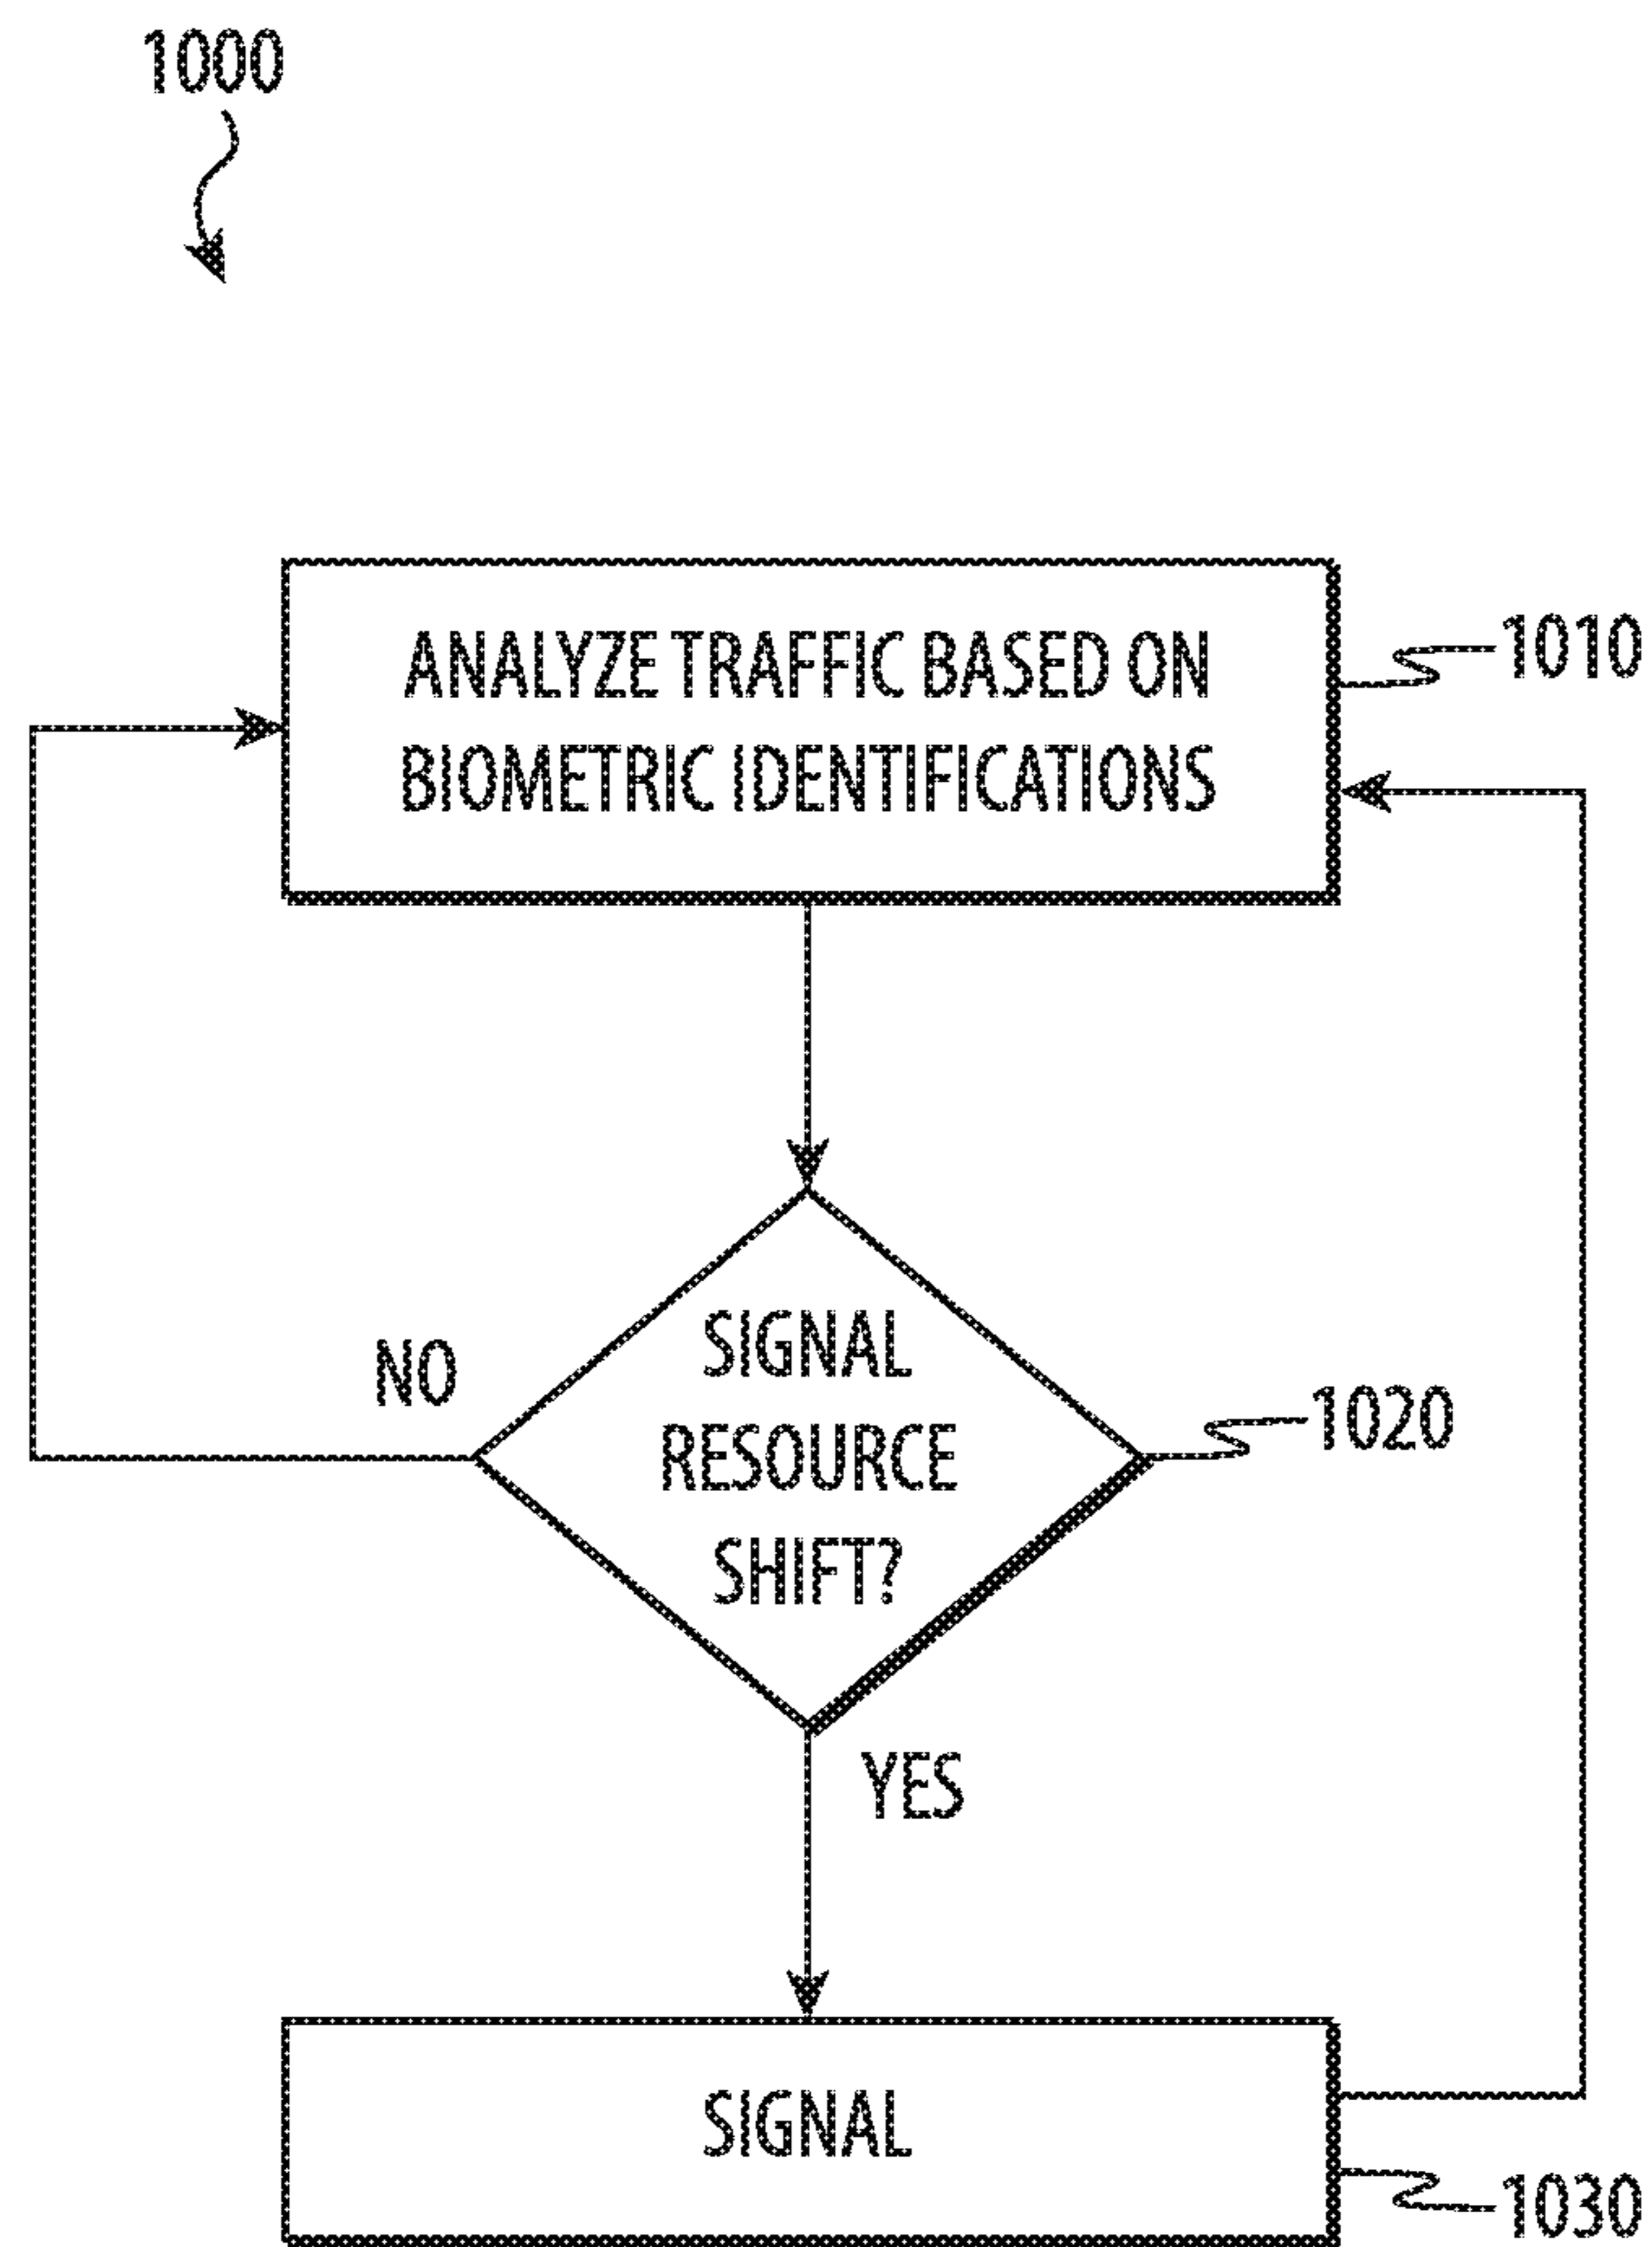 1000
ANALYZE TRAFFIC BASED ON
BIOMETRIC IDENTIFICATIONS
1010
SIGNAL
RESOURCE
SHIFT?
NO
1020
YES
SIGNAL
1030